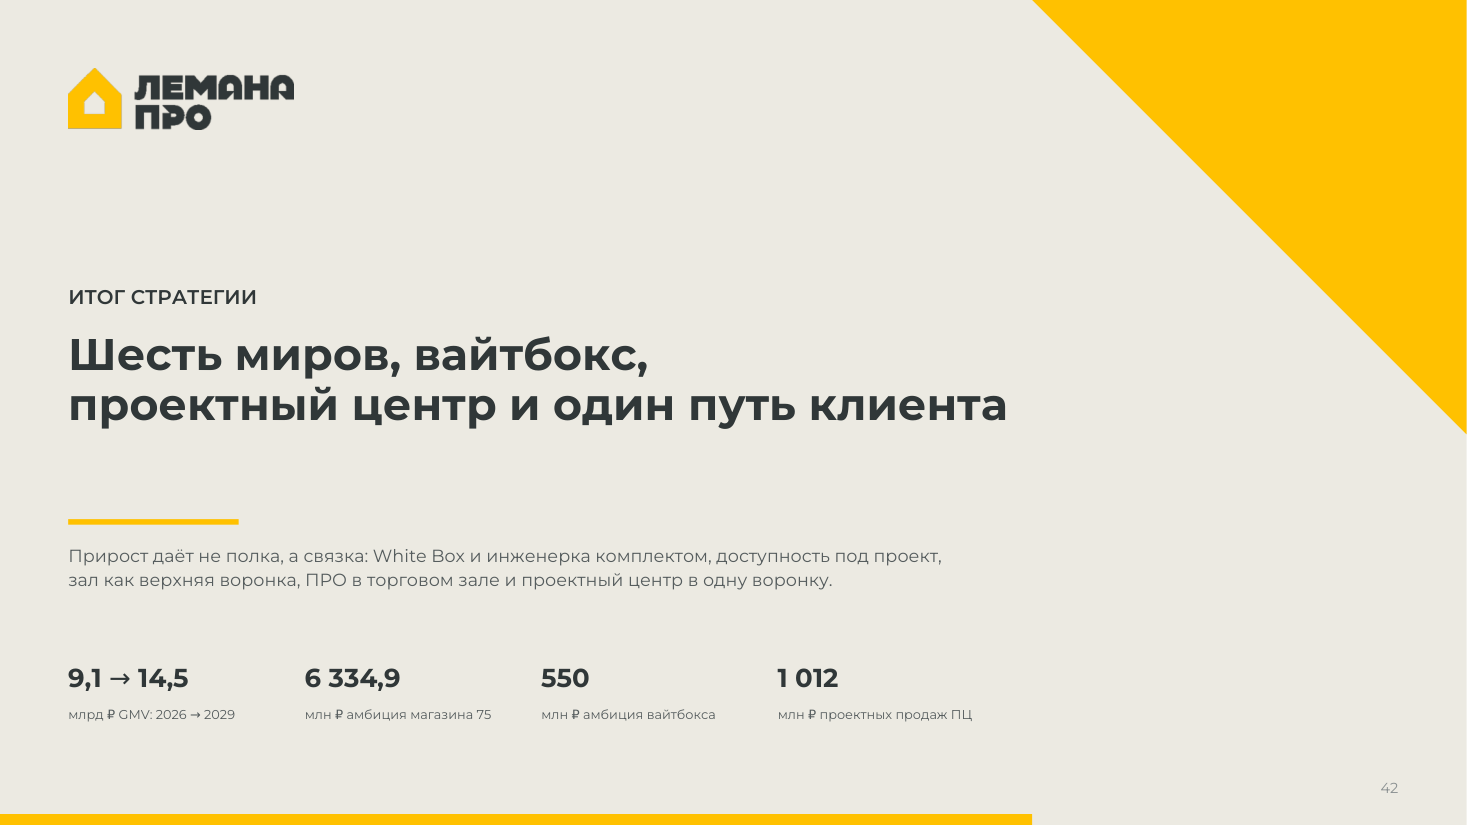 ЛЕМАНА
ПРО
ИТОГ СТРАТЕГИИ
Шесть миров, вайтбокс,
проектный центр и один путь клиента
Прирост даёт не полка, а связка: White Box и инженерка комплектом, доступность под проект,
зал как верхняя воронка, ПРО в торговом зале и проектный центр в одну воронку.
9,1 → 14,5
млрд ₽ GMV: 2026 → 2029
6 334,9
млн ₽ амбиция магазина 75
550
млн ₽ амбиция вайтбокса
1 012
млн ₽ проектных продаж ПЦ
42